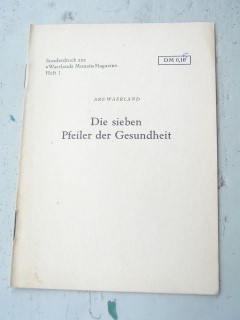 Sonderdruck aus
«Waerlands Monats-Magazin»
Heft 1
DM 0,10
ARE WAERLAND
Die sieben
Pfeiler der Gesundheit